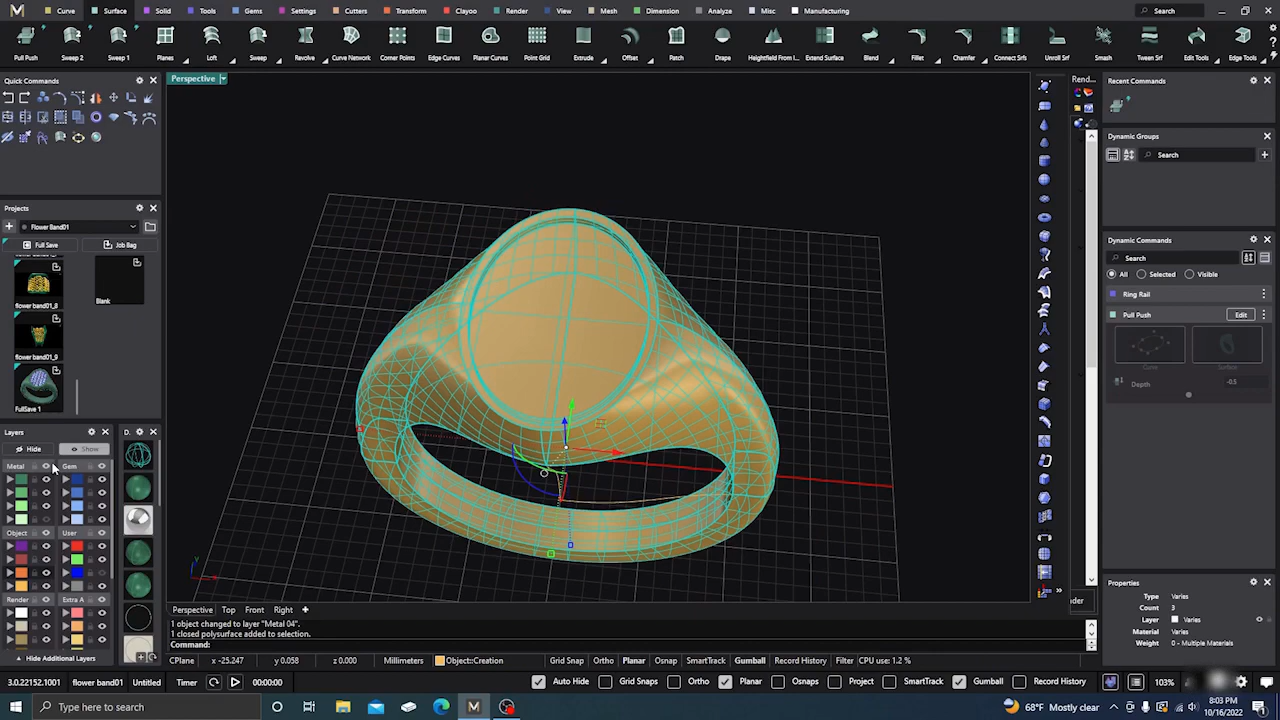 Curve Surface Solid Tools Gems Settings Cutters Transform Clayoo Render View Mesh Dimension Analyze Misc Manufacturing Search
Pull Push Sweep 2 Sweep 1 Planes Loft Sweep Revolve Curve Network Corner Points Edge Curves Planar Curves Point Grid Extrude Offset Patch Drape Heightfield From I... Extend Surface Blend Fillet Chamfer Connect Srfs Unroll Srf Smash Tween Srf Edit Tools Edge Tools
Quick Commands
Perspective
Rend...
Recent Commands
Dynamic Groups
Search
Projects
Flower Band01
Full Save Job Bag
flower band01_8
Blank
flower band01_9
FullSave 1
Dynamic Commands
Search
All Selected Visible
Ring Rail
Pull Push Edit
Curve Surface
Depth -0.5
Layers
D..
Hide Show
Metal Gem
Object User
Render Extra A
Hide Additional Layers
y
Perspective Top Front Right
1 object changed to layer "Metal 04".
1 closed polysurface added to selection.
Command:
nder
Properties
Type Varies
Count 3
Layer Varies
Material Varies
Weight 0 - Multiple Materials
CPlane x -25.247 y 0.058 z 0.000 Millimeters Object::Creation Grid Snap Ortho Planar Osnap SmartTrack Gumball Record History Filter CPU use: 1.2 %
3.0.22152.1001 flower band01 Untitled Timer 00:00:00 Auto Hide Grid Snaps Ortho Planar Osnaps Project SmartTrack Gumball Record History 103%
Type here to search
68°F Mostly clear
8:03 PM
10/16/2022